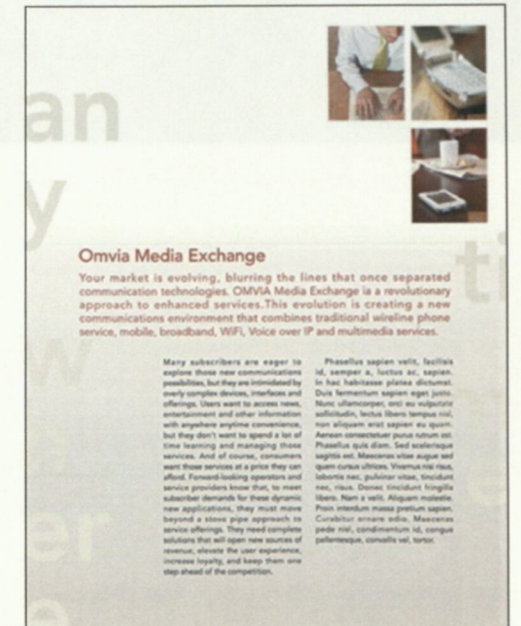 an
y
ti
w
er
e
e
Omvia Media Exchange
Your market is evolving, blurring the lines that once separated
communication technologies. OMVIA Media Exchange is a revolutionary
approach to enhanced services.This evolution is creating a new
communications environment that combines traditional wireline phone
service, mobile, broadband, WiFi, Voice over IP and multimedia services.
Many subscribers are eager to
explore those new communications
possibilities, but they are intimidated by
overly complex devices, interfaces and
offerings. Users want to access news,
entertainment and other information
with anywhere anytime convenience,
but they don't want to spend a lot of
time learning and managing those
services. And of course, consumers
want those services at a price they can
afford. Forward-looking operators and
service providers know that, to meet
subscriber demands for these dynamic
new applications, they must move
beyond a stove pipe approach to
service offerings. They need complete
solutions that will open new sources of
revenue, elevate the user experience,
increase loyalty, and keep them one
step ahead of the competition.
Phasellus sapien velit, facilisis
id, semper a, luctus ac, sapien.
In hac habitasse platea dictumst.
Duis fermentum sapien eget justo.
Nunc ullamcorper, orci eu vulputate
sollicitudin, lectus libero tempus nisl,
non aliquam erat sapien eu quam.
Aenean consectetuer purus rutrum est.
Phasellus quis diam. Sed scelerisque
sagittis est. Maecenas vitae augue sed
quam cursus ultrices. Vivamus nisi risus,
lobortis nec, pulvinar vitae, tincidunt
nec, risus. Donec tincidunt fringilla
libero. Nam a velit. Aliquam molestie.
Proin interdum massa pretium sapien.
Curabitur ornare odio. Maecenas
pede nisl, condimentum id, congue
pellentesque, convallis vel, tortor.